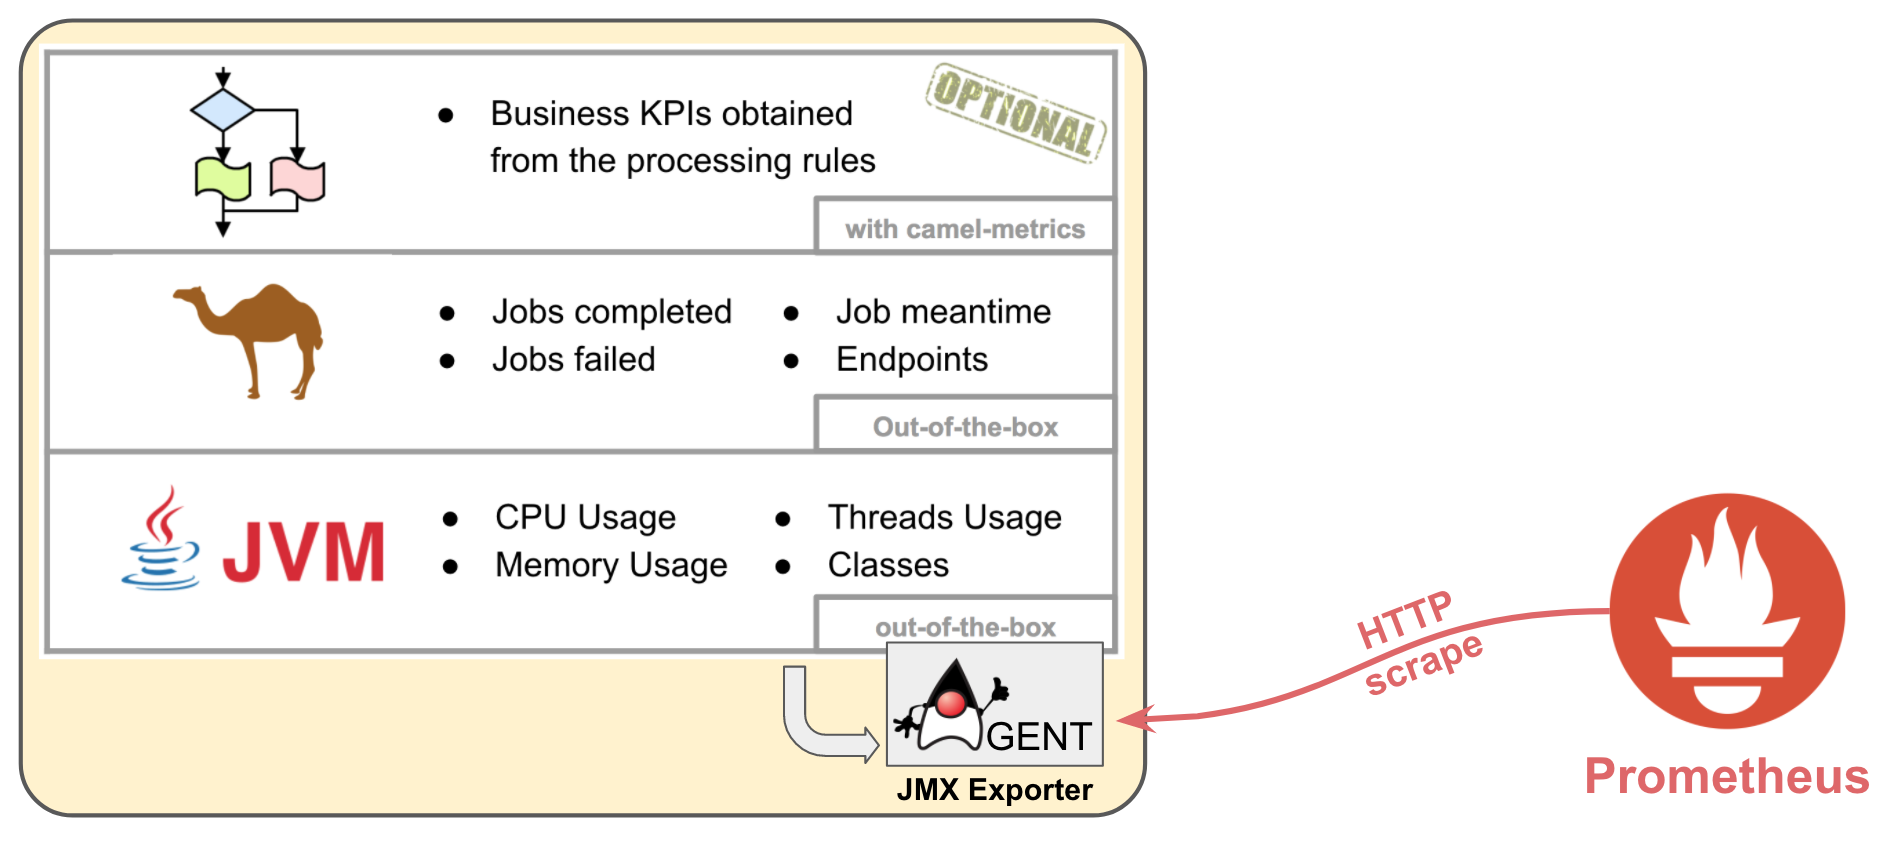 OPTIONAL
Business KPIs obtained
from the processing rules
with camel-metrics
Jobs completed
Jobs failed
Job meantime
Endpoints
Out-of-the-box
JVM
CPU Usage
Memory Usage
Threads Usage
Classes
out-of-the-box
GENT
JMX Exporter
HTTP
scrape
Prometheus